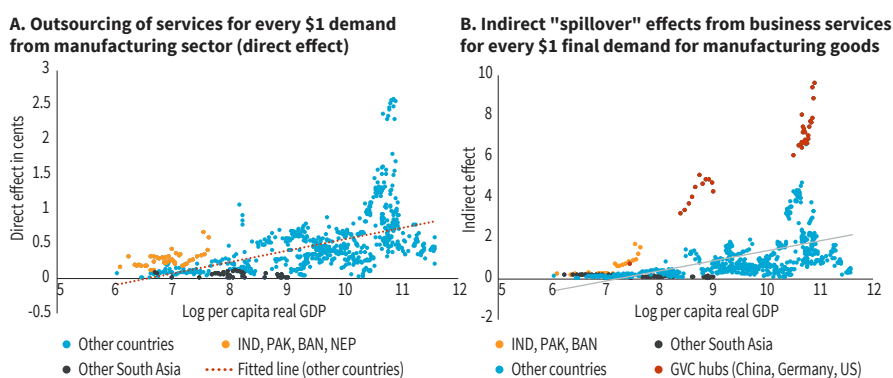 A. Outsourcing of services for every $1 demand
from manufacturing sector (direct effect)
3
2.5
2
1.5
1
0.5
0
-0.5
Direct effect in cents
5
6
7
8
9
10
11
12
Log per capita real GDP
Other countries
IND, PAK, BAN, NEP
Other South Asia
Fitted line (other countries)
B. Indirect "spillover" effects from business services
for every $1 final demand for manufacturing goods
10
8
6
4
2
0
-2
Indirect effect
5
6
7
8
9
10
11
12
Log per capita real GDP
IND, PAK, BAN
Other South Asia
Other countries
GVC hubs (China, Germany, US)